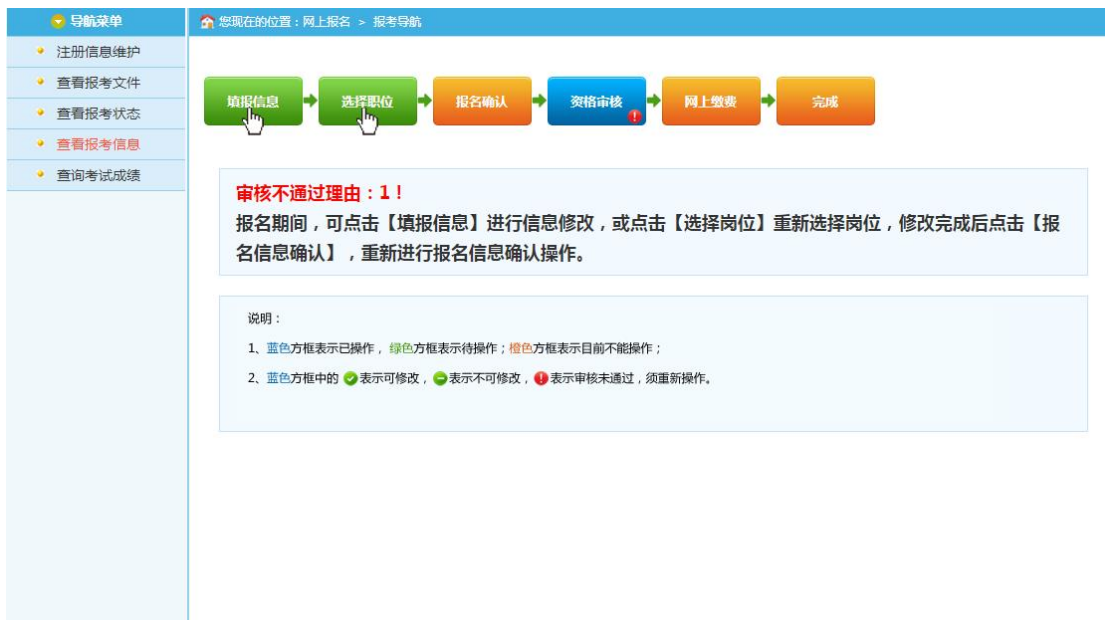 导航菜单
您现在的位置：网上报名 > 报考导航
注册信息维护
查看报考文件
查看报考状态
查看报考信息
查询考试成绩
填报信息
选择职位
报名确认
资格审核
网上缴费
完成
审核不通过理由：1！
报名期间，可点击【填报信息】进行信息修改，或点击【选择岗位】重新选择岗位，修改完成后点击【报
名信息确认】，重新进行报名信息确认操作。
说明：
1、蓝色方框表示已操作，绿色方框表示待操作；橙色方框表示目前不能操作；
2、蓝色方框中的 表示可修改， 表示不可修改， 表示审核未通过，须重新操作。